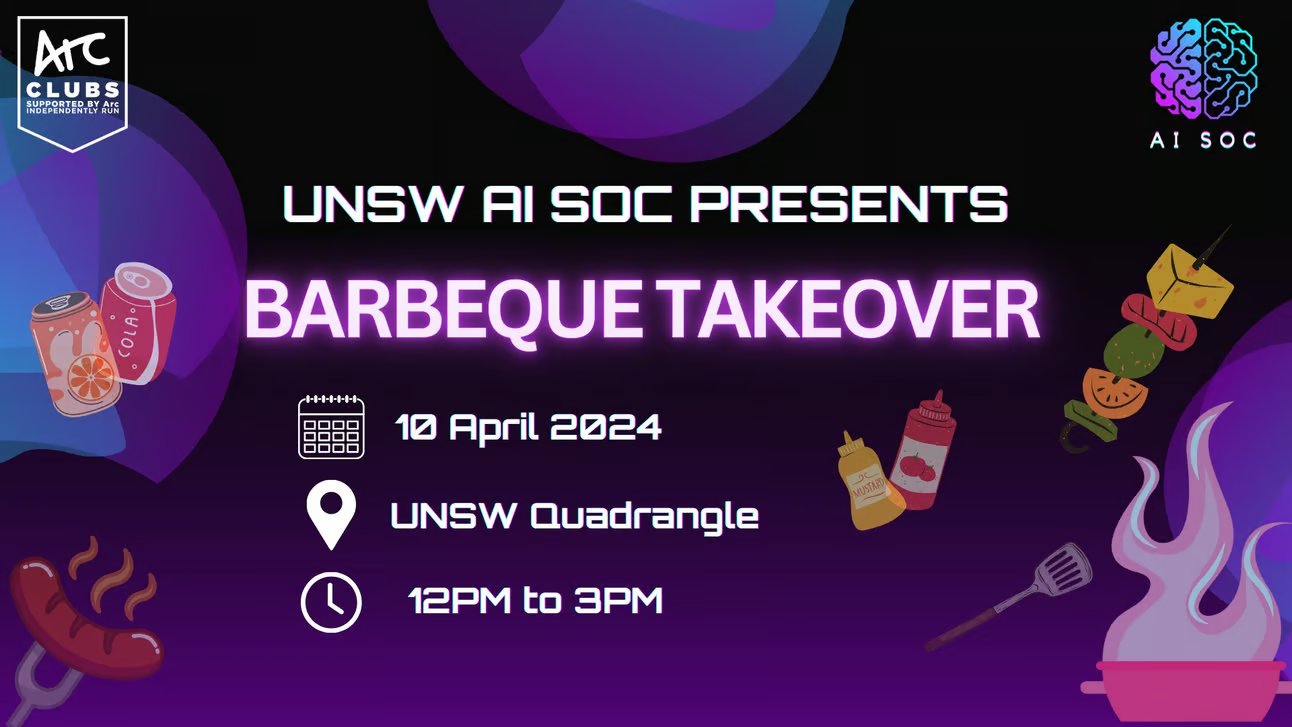 Arc
CLUBS
SUPPORTED BY Arc
INDEPENDENTLY RUN
AI SOC
UNSW AI SOC PRESENTS
BARBEQUE TAKEOVER
COLA
10 April 2024
MUSTARD
UNSW Quadrangle
12PM to 3PM